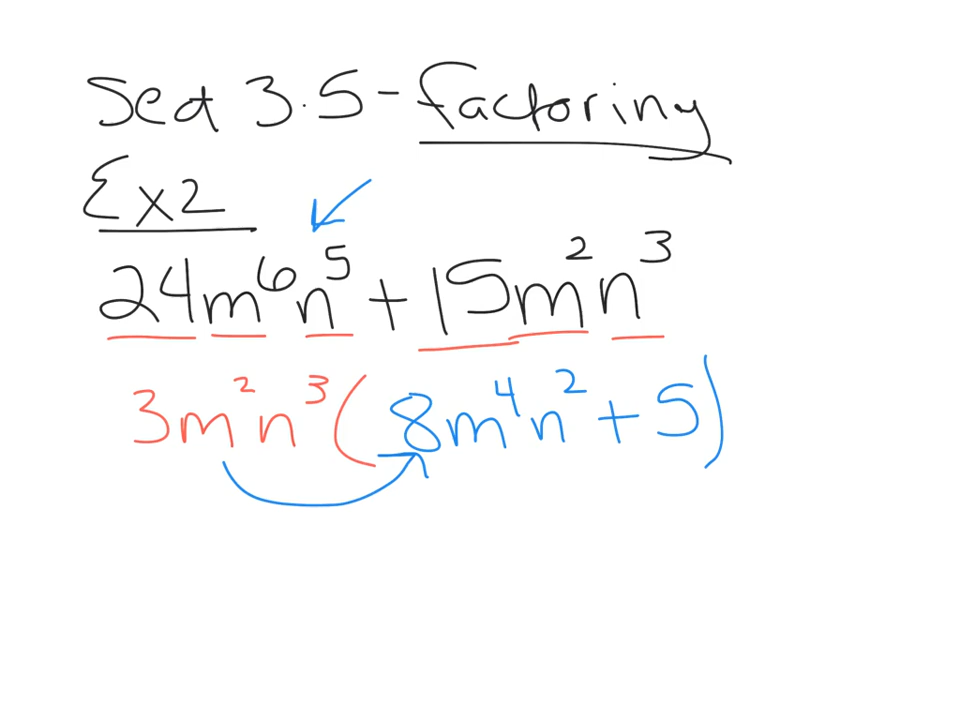 Sect 3.5 - Factoring
Ex2
24m⁶n⁵ + 15m²n³
3m²n³(8m⁴n² + 5)